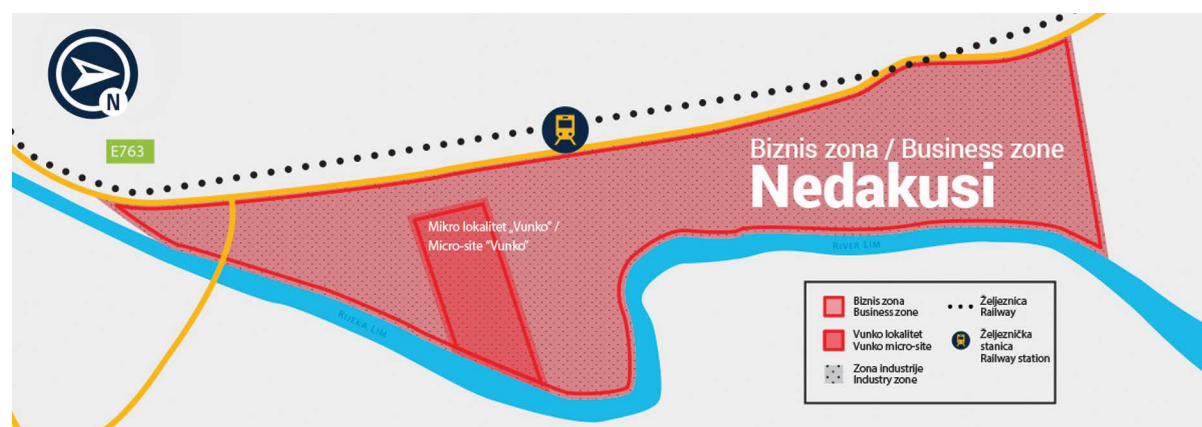 N
E763
Biznis zona / Business zone
Nedakusi
Mikro lokalitet „Vunko” /
Micro-site “Vunko”
RIVER LIM
RIJEKA LIM
Biznis zona
Business zone
Vunko lokalitet
Vunko micro-site
Zona industrije
Industry zone
Željeznica
Railway
Željeznička
stanica
Railway station